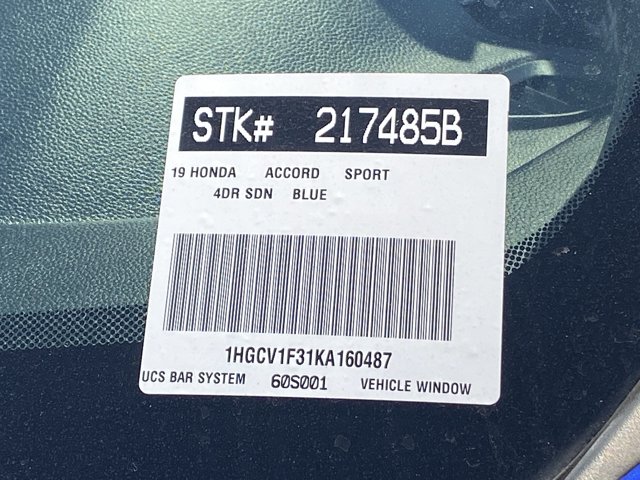 STK# 217485B
19 HONDA ACCORD SPORT
4DR SDN BLUE
1HGCV1F31KA160487
UCS BAR SYSTEM 60S001 VEHICLE WINDOW